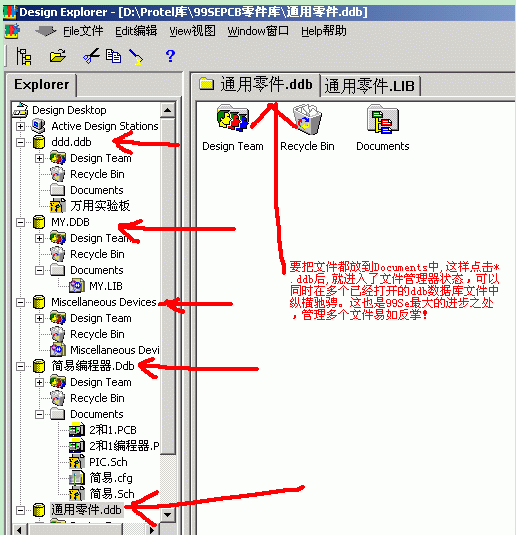 Design Explorer - [D:\Protel库\99SEPCB零件库\通用零件.ddb]
File文件 Edit编辑 View视图 Window窗口 Help帮助
Explorer
Design Desktop
Active Design Stations
ddd.ddb
Design Team
Recycle Bin
Documents
万用实验板
MY.DDB
Design Team
Recycle Bin
Documents
MY.LIB
Miscellaneous Devices
Design Team
Recycle Bin
Miscellaneous Devi
简易编程器.Ddb
Design Team
Recycle Bin
Documents
2和1.PCB
2和1编程器.P
PIC.Sch
简易.cfg
简易.Sch
通用零件.ddb
通用零件.ddb 通用零件.LIB
Design Team Recycle Bin Documents
要把文件都放到Documents中,这样点击*
.ddb后,就进入了文件管理器状态，可以
同时在多个已经打开的ddb数据库文件中
纵横驰骋。这也是99Se最大的进步之处
，管理多个文件易如反掌!